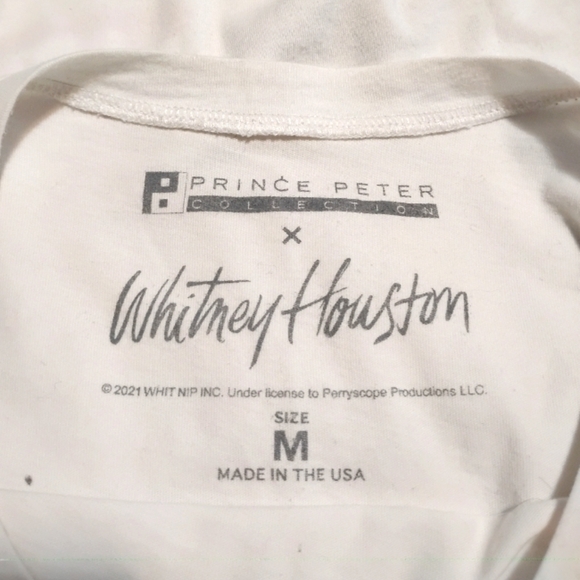 PRINCE PETER
COLLECTION
X
Whitney Houston
© 2021 WHIT N!P INC. Under license to Perryscope Productions LLC.
SIZE
M
MADE IN THE USA